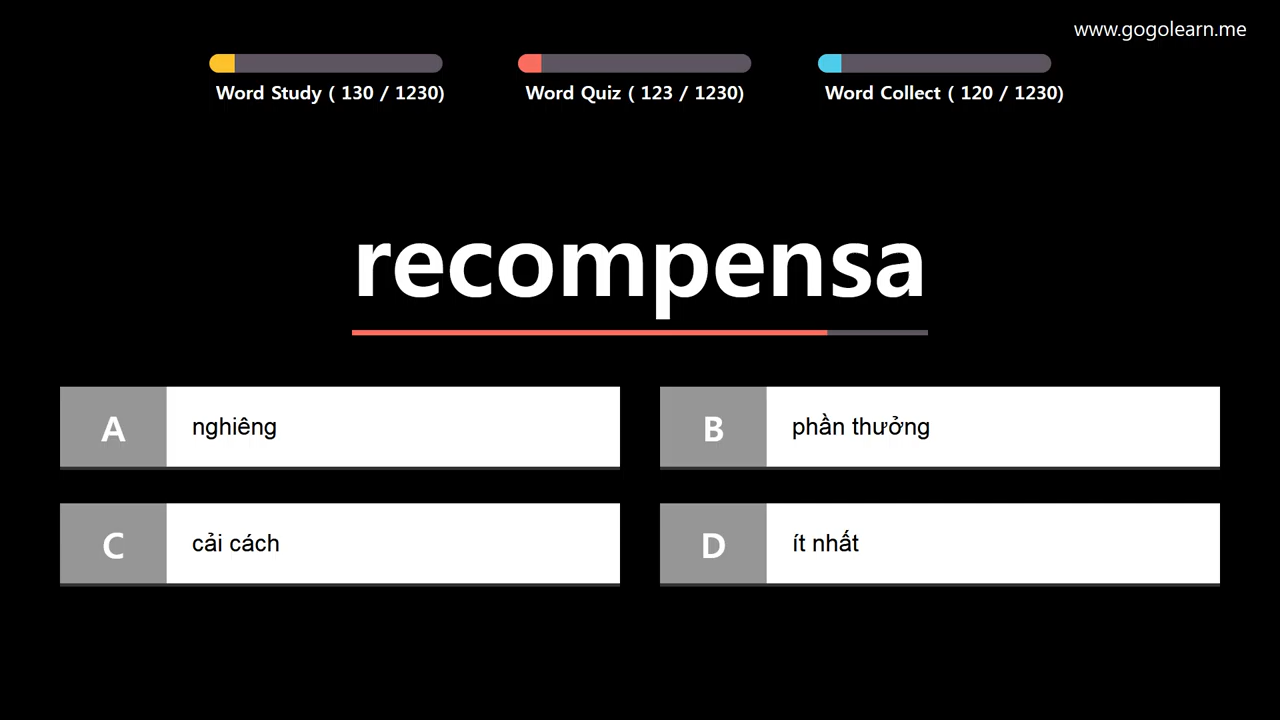 www.gogolearn.me
Word Study ( 130 / 1230)
Word Quiz ( 123 / 1230)
Word Collect ( 120 / 1230)
recompensa
A nghiêng
B phần thưởng
C cải cách
D ít nhất